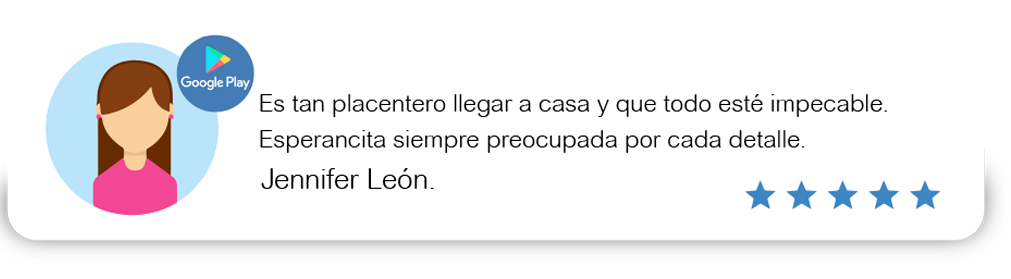 Google Play
Es tan placentero llegar a casa y que todo esté impecable.
Esperancita siempre preocupada por cada detalle.
Jennifer León.